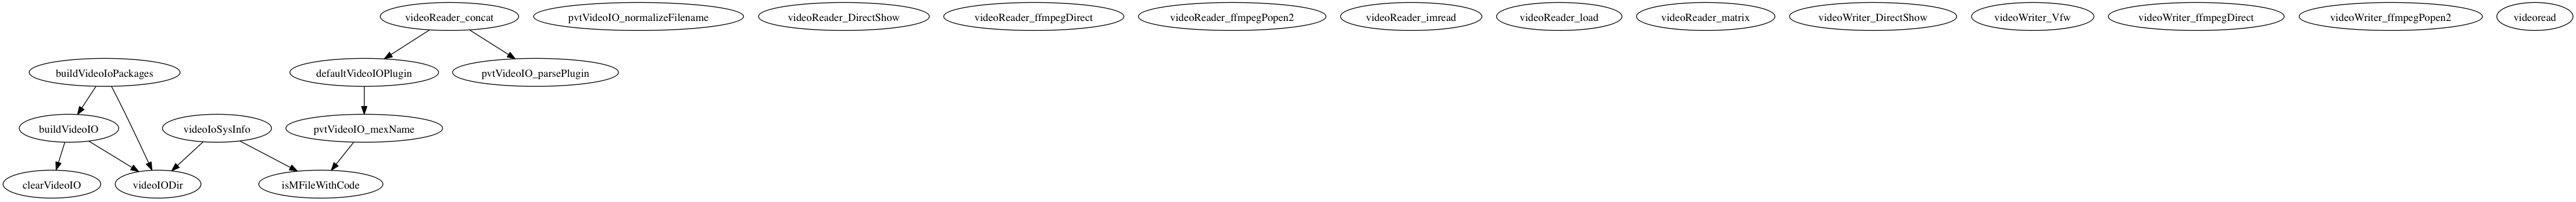 videoReader_concat
pvtVideoIO_normalizeFilename
videoReader_DirectShow
videoReader_ffmpegDirect
videoReader_ffmpegPopen2
videoReader_imread
videoReader_load
videoReader_matrix
videoWriter_DirectShow
videoWriter_Vfw
videoWriter_ffmpegDirect
videoWriter_ffmpegPopen2
videoread
buildVideoIoPackages
defaultVideoIOPlugin
pvtVideoIO_parsePlugin
buildVideoIO
videoIoSysInfo
pvtVideoIO_mexName
clearVideoIO
videoIODir
isMFileWithCode